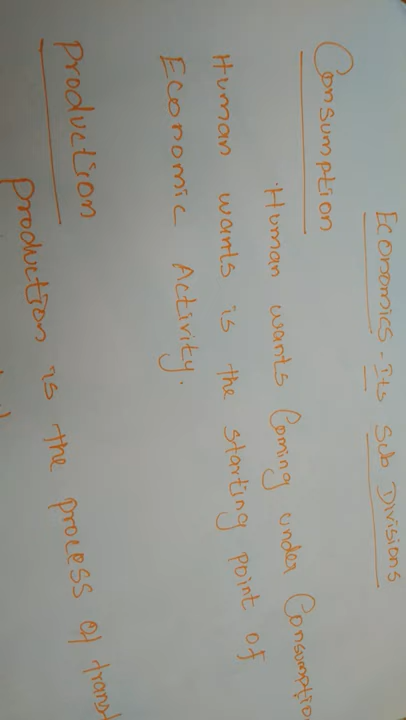 Economics - Its Sub Divisions
Consumption
Human wants Coming under Consumption
Human wants is the starting point of
Economic Activity.
Production
Production is the process of transf